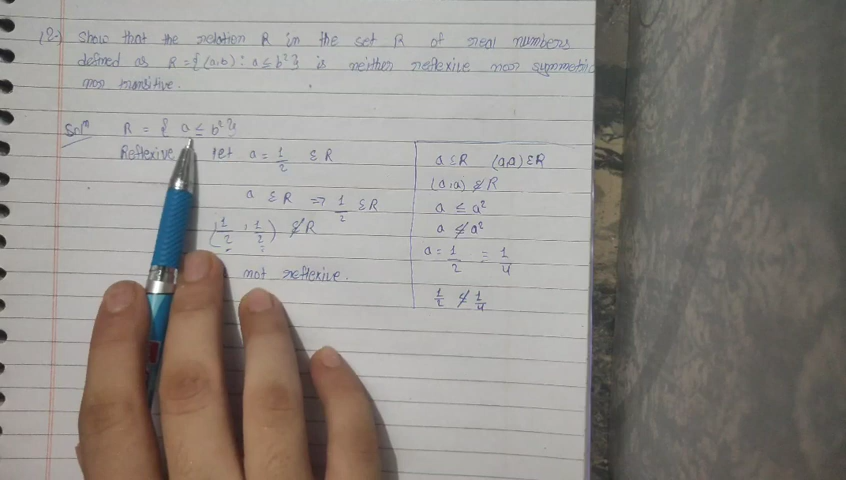 (2.) Show that the relation R in the set R of real numbers
defined as R = {(a,b) : a ≤ b²} is neither reflexive nor symmetric
nor transitive.
Solⁿ R = { a ≤ b²}
Reflexive let a = 1/2 ∈ R
a ∈ R ⇒ 1/2 ∈ R
(1/2, 1/2) ∉ R
not reflexive.
a ∈ R (a,a) ∈ R
(a,a) ∉ R
a ≤ a²
a ≰ a²
a = 1/2 = 1/4
1/2 ≰ 1/4